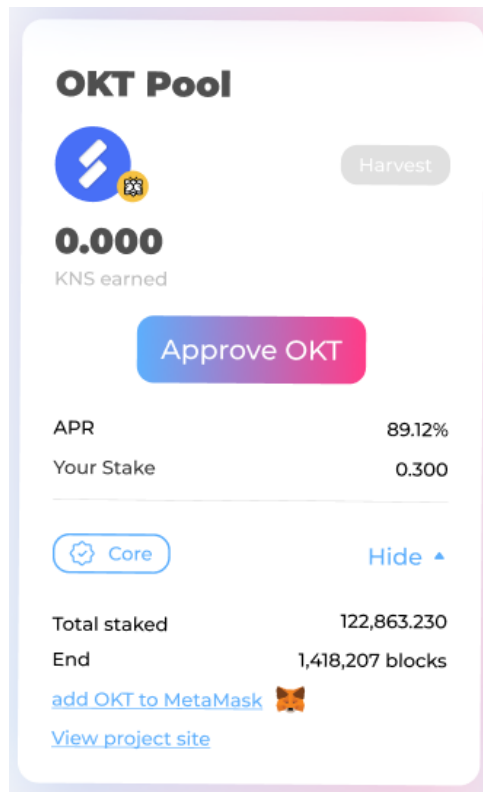 OKT Pool
Harvest
0.000
KNS earned
Approve OKT
APR 89.12%
Your Stake 0.300
Core Hide
Total staked 122,863.230
End 1,418,207 blocks
add OKT to MetaMask
View project site